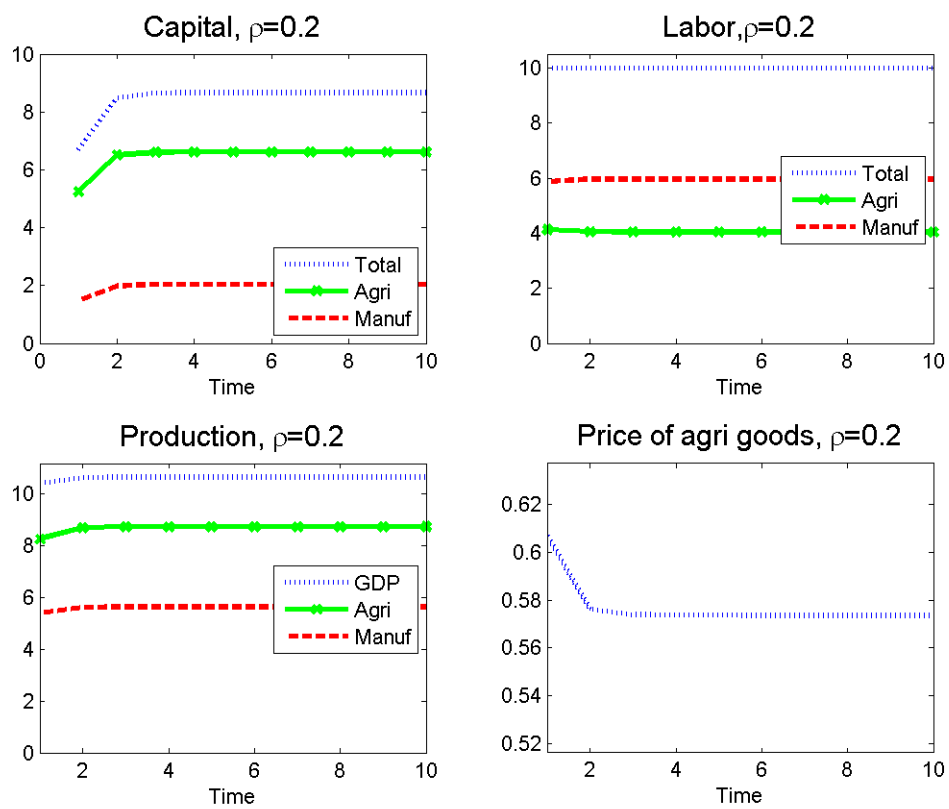 Capital, ρ=0.2
10
8
6
4
2
0
0 2 4 6 8 10
Time
Total
Agri
Manuf
Labor,ρ=0.2
10
8
6
4
2
0
2 4 6 8 10
Time
Total
Agri
Manuf
Production, ρ=0.2
10
8
6
4
2
0
2 4 6 8 10
Time
GDP
Agri
Manuf
Price of agri goods, ρ=0.2
0.62
0.6
0.58
0.56
0.54
0.52
2 4 6 8 10
Time